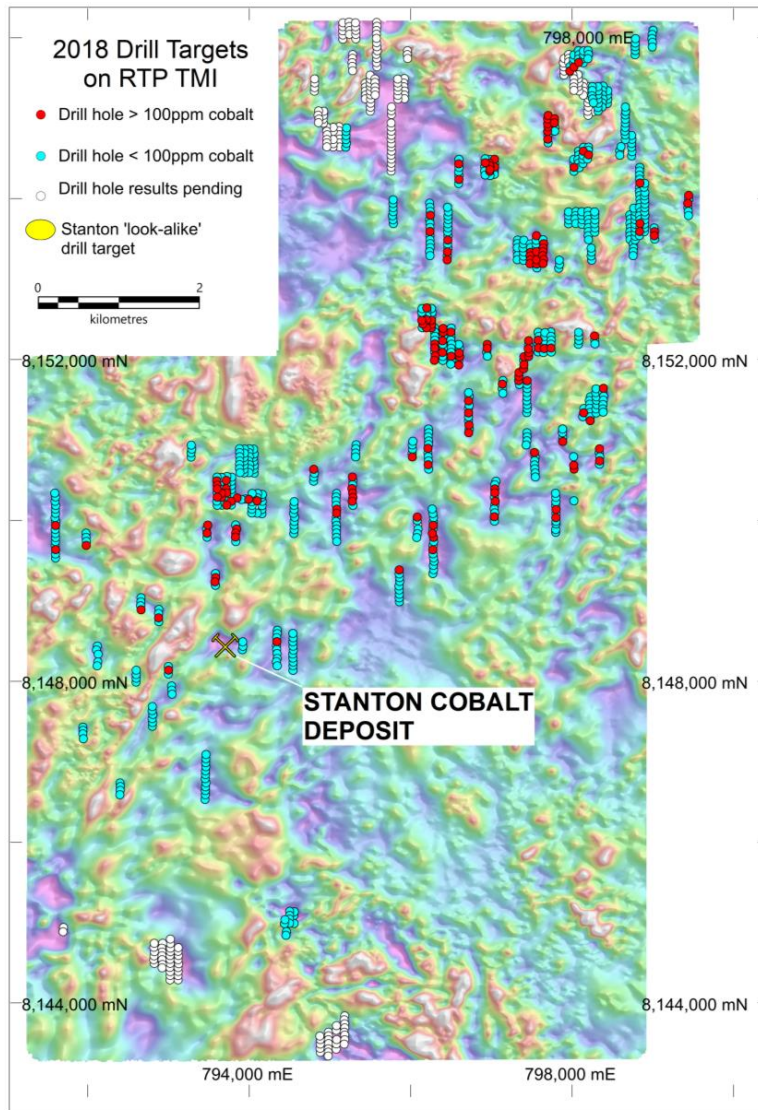 2018 Drill Targets
on RTP TMI
Drill hole > 100ppm cobalt
Drill hole < 100ppm cobalt
Drill hole results pending
Stanton 'look-alike'
drill target
0
2
kilometres
798,000 mE
8,152,000 mN
8,152,000 mN
8,148,000 mN
8,148,000 mN
STANTON COBALT
DEPOSIT
8,144,000 mN
8,144,000 mN
794,000 mE
798,000 mE